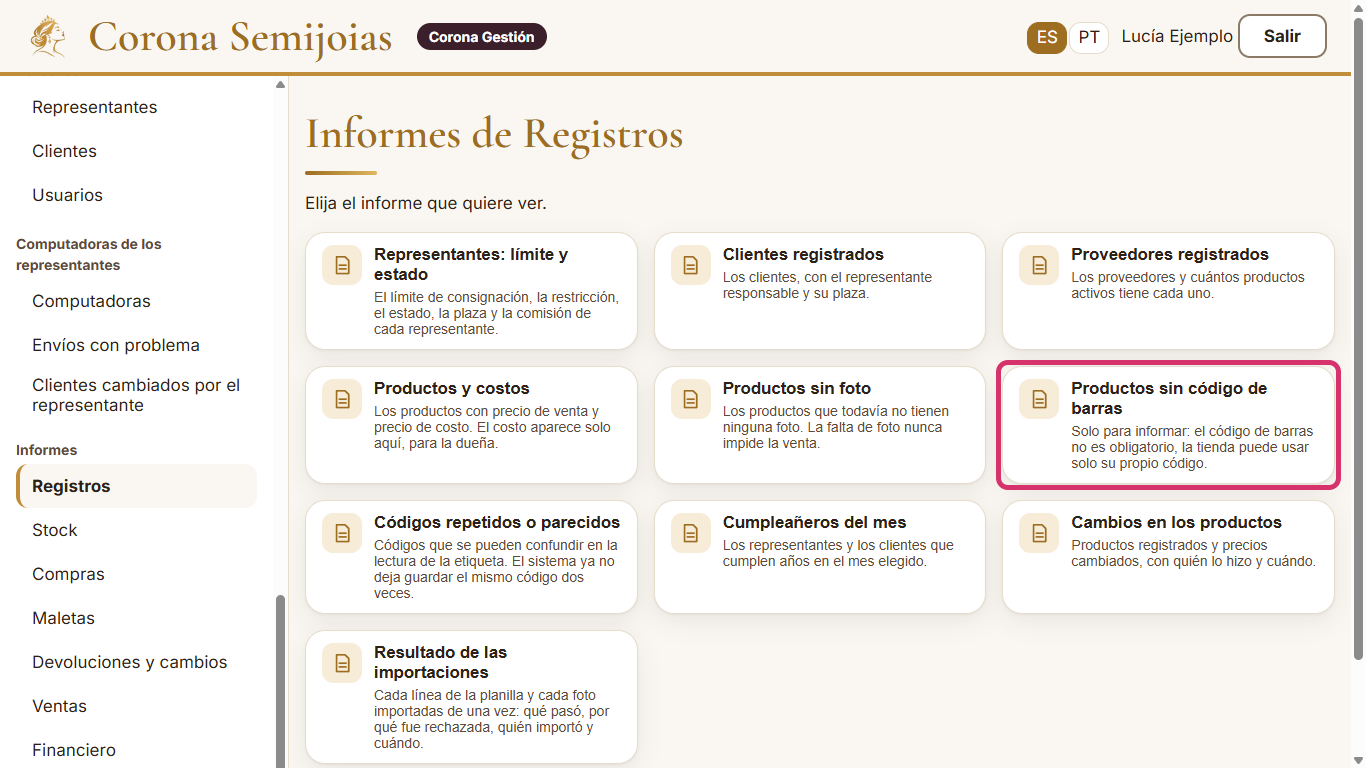 Corona Semijoias
Corona Gestión
ES
PT
Lucía Ejemplo
Salir
Representantes
Clientes
Usuarios
Computadoras de los
representantes
Computadoras
Envíos con problema
Clientes cambiados por el
representante
Informes
Registros
Stock
Compras
Maletas
Devoluciones y cambios
Ventas
Financiero
Informes de Registros
Elija el informe que quiere ver.
Representantes: límite y
estado
El límite de consignación, la restricción,
el estado, la plaza y la comisión de
cada representante.
Clientes registrados
Los clientes, con el representante
responsable y su plaza.
Proveedores registrados
Los proveedores y cuántos productos
activos tiene cada uno.
Productos y costos
Los productos con precio de venta y
precio de costo. El costo aparece solo
aquí, para la dueña.
Productos sin foto
Los productos que todavía no tienen
ninguna foto. La falta de foto nunca
impide la venta.
Productos sin código de
barras
Solo para informar: el código de barras
no es obligatorio, la tienda puede usar
solo su propio código.
Códigos repetidos o parecidos
Códigos que se pueden confundir en la
lectura de la etiqueta. El sistema ya no
deja guardar el mismo código dos
veces.
Cumpleañeros del mes
Los representantes y los clientes que
cumplen años en el mes elegido.
Cambios en los productos
Productos registrados y precios
cambiados, con quién lo hizo y cuándo.
Resultado de las
importaciones
Cada línea de la planilla y cada foto
importadas de una vez: qué pasó, por
qué fue rechazada, quién importó y
cuándo.